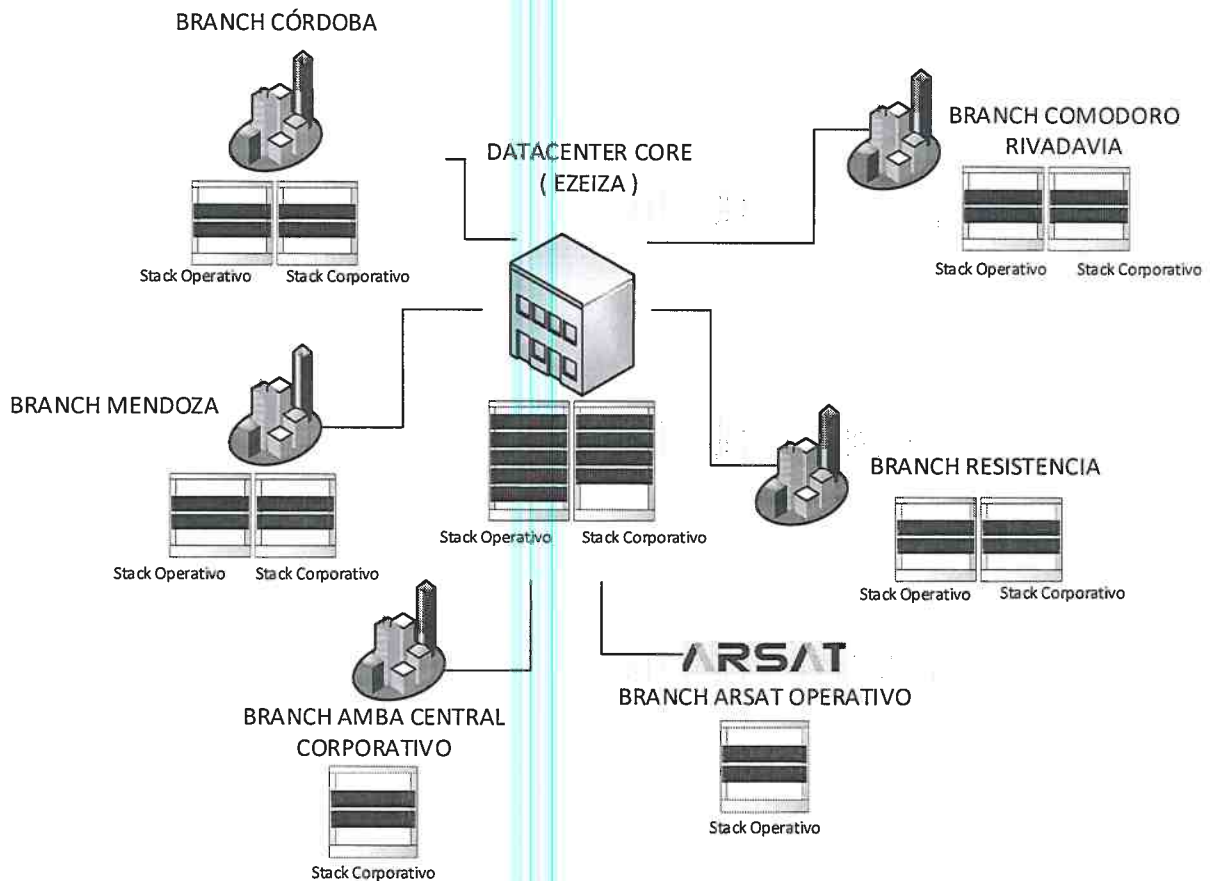 BRANCH CÓRDOBA
Stack Operativo
Stack Corporativo
DATACENTER CORE
( EZEIZA )
Stack Operativo
Stack Corporativo
BRANCH COMODORO
RIVADAVIA
Stack Operativo
Stack Corporativo
BRANCH MENDOZA
Stack Operativo
Stack Corporativo
BRANCH RESISTENCIA
Stack Operativo
Stack Corporativo
BRANCH AMBA CENTRAL
CORPORATIVO
Stack Corporativo
ARSAT
BRANCH ARSAT OPERATIVO
Stack Operativo